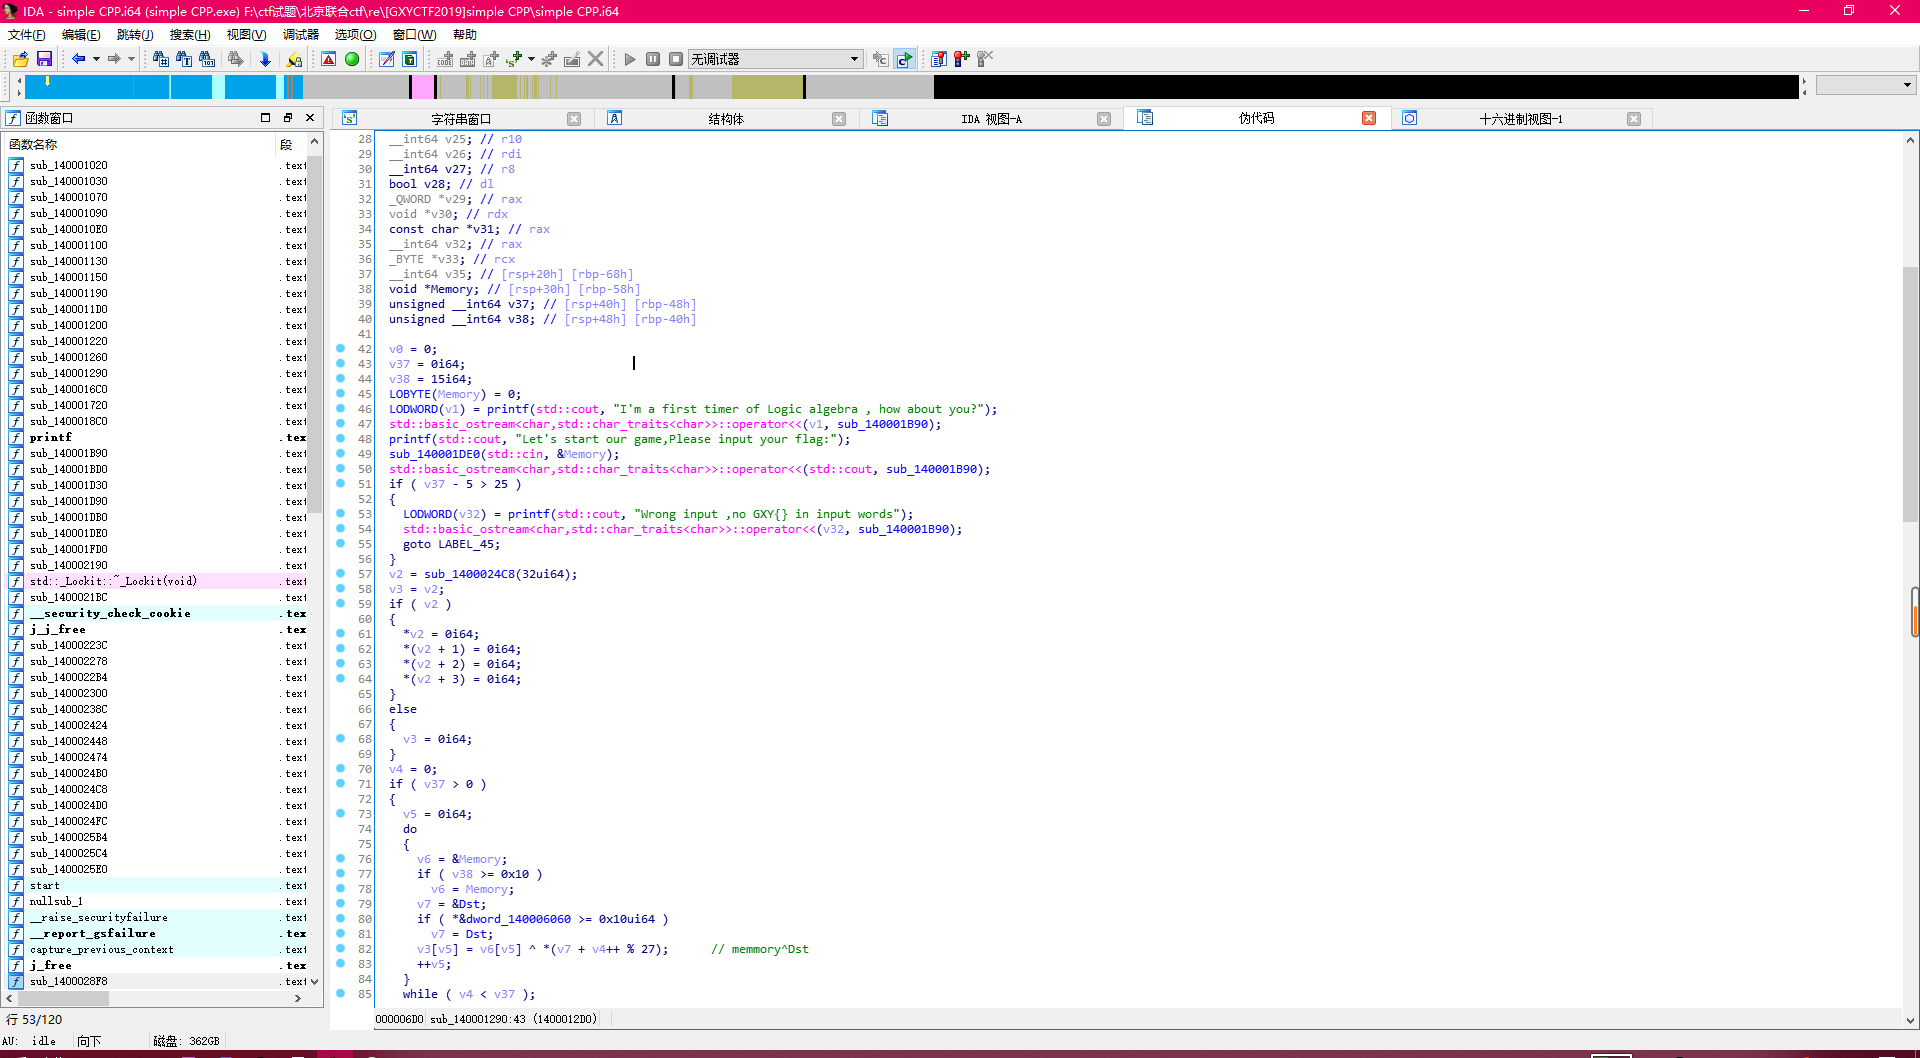 IDA - simple CPP.i64 (simple CPP.exe) F:\ctf试题\北京联合ctf\re\[GXYCTF2019]simple CPP\simple CPP.i64
文件(F) 编辑(E) 跳转(J) 搜索(H) 视图(V) 调试器 选项(O) 窗口(W) 帮助
无调试器
函数窗口
字符串窗口 结构体 IDA 视图-A 伪代码 十六进制视图-1
函数名称 段
sub_140001020 .text
sub_140001030 .text
sub_140001070 .text
sub_140001090 .text
sub_1400010E0 .text
sub_140001100 .text
sub_140001130 .text
sub_140001150 .text
sub_140001190 .text
sub_1400011D0 .text
sub_140001200 .text
sub_140001220 .text
sub_140001260 .text
sub_140001290 .text
sub_1400016C0 .text
sub_140001720 .text
sub_1400018C0 .text
printf .tex
sub_140001B90 .text
sub_140001BD0 .text
sub_140001D30 .text
sub_140001D90 .text
sub_140001DB0 .text
sub_140001DE0 .text
sub_140001FD0 .text
sub_140002190 .text
std::_Lockit::~_Lockit(void) .text
sub_1400021BC .text
__security_check_cookie .tex
j_j_free .tex
sub_14000223C .text
sub_140002278 .text
sub_1400022B4 .text
sub_140002300 .text
sub_14000238C .text
sub_140002424 .text
sub_140002448 .text
sub_140002474 .text
sub_1400024B0 .text
sub_1400024C8 .text
sub_1400024D0 .text
sub_1400024FC .text
sub_1400025B4 .text
sub_1400025C4 .text
sub_1400025E0 .text
start .text
nullsub_1 .text
__raise_securityfailure .text
__report_gsfailure .tex
capture_previous_context .text
j_free .tex
sub_1400028F8 .text
行 53/120
28 __int64 v25; // r10
29 __int64 v26; // rdi
30 __int64 v27; // r8
31 bool v28; // dl
32 _QWORD *v29; // rax
33 void *v30; // rdx
34 const char *v31; // rax
35 __int64 v32; // rax
36 _BYTE *v33; // rcx
37 __int64 v35; // [rsp+20h] [rbp-68h]
38 void *Memory; // [rsp+30h] [rbp-58h]
39 unsigned __int64 v37; // [rsp+40h] [rbp-48h]
40 unsigned __int64 v38; // [rsp+48h] [rbp-40h]
41
42 v0 = 0;
43 v37 = 0i64;
44 v38 = 15i64;
45 LOBYTE(Memory) = 0;
46 LODWORD(v1) = printf(std::cout, "I'm a first timer of Logic algebra , how about you?");
47 std::basic_ostream<char,std::char_traits<char>>::operator<<(v1, sub_140001B90);
48 printf(std::cout, "Let's start our game,Please input your flag:");
49 sub_140001DE0(std::cin, &Memory);
50 std::basic_ostream<char,std::char_traits<char>>::operator<<(std::cout, sub_140001B90);
51 if ( v37 - 5 > 25 )
52 {
53 LODWORD(v32) = printf(std::cout, "Wrong input ,no GXY{} in input words");
54 std::basic_ostream<char,std::char_traits<char>>::operator<<(v32, sub_140001B90);
55 goto LABEL_45;
56 }
57 v2 = sub_1400024C8(32ui64);
58 v3 = v2;
59 if ( v2 )
60 {
61 *v2 = 0i64;
62 *(v2 + 1) = 0i64;
63 *(v2 + 2) = 0i64;
64 *(v2 + 3) = 0i64;
65 }
66 else
67 {
68 v3 = 0i64;
69 }
70 v4 = 0;
71 if ( v37 > 0 )
72 {
73 v5 = 0i64;
74 do
75 {
76 v6 = &Memory;
77 if ( v38 >= 0x10 )
78 v6 = Memory;
79 v7 = &Dst;
80 if ( *&dword_140006060 >= 0x10ui64 )
81 v7 = Dst;
82 v3[v5] = v6[v5] ^ *(v7 + v4++ % 27); // memmory^Dst
83 ++v5;
84 }
85 while ( v4 < v37 );
000006D0 sub_140001290:43 (1400012D0)
AU: idle 向下 磁盘: 362GB